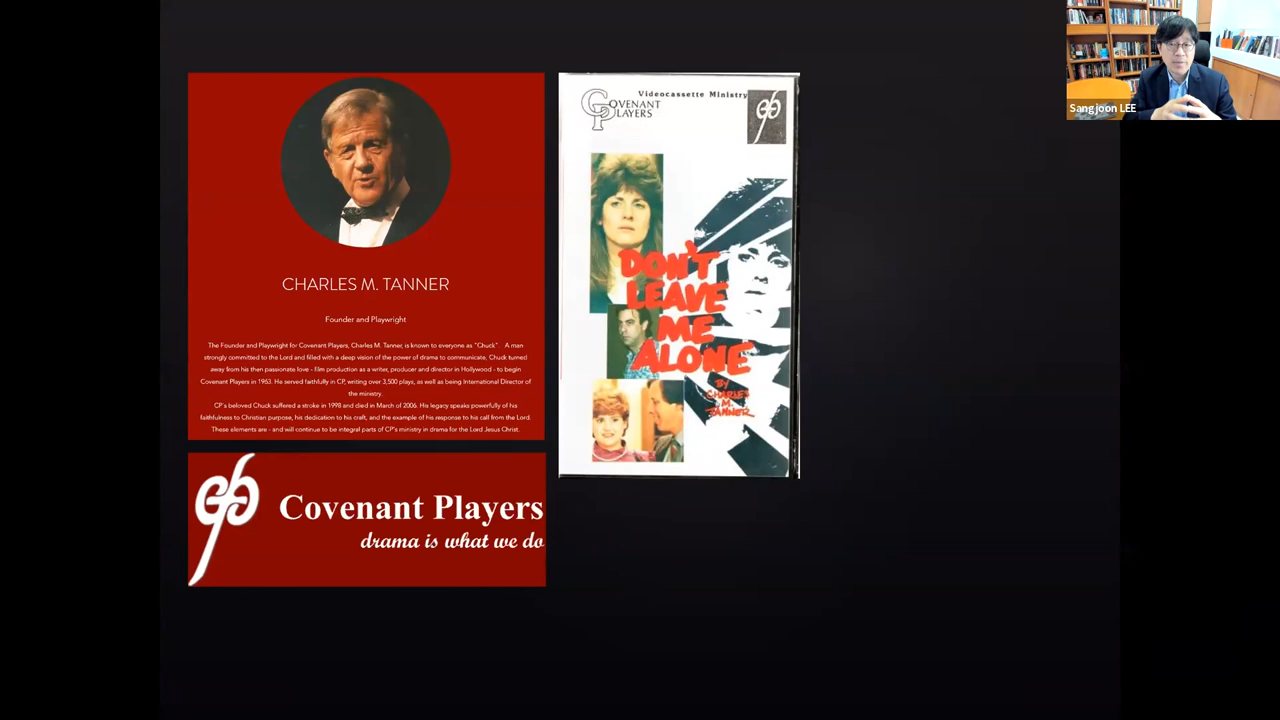 CHARLES M. TANNER
Founder and Playwright
The Founder and Playwright for Covenant Players, Charles M. Tanner, is known to everyone as "Chuck". A man
strongly committed to the Lord and filled with a deep vision of the power of drama to communicate, Chuck turned
away from his then passionate love - film production as a writer, producer and director in Hollywood - to begin
Covenant Players in 1963. He served faithfully in CP, writing over 3,500 plays, as well as being International Director of
the ministry.
CP's beloved Chuck suffered a stroke in 1998 and died in March of 2006. His legacy speaks powerfully of his
faithfulness to Christian purpose, his dedication to his craft, and the example of his response to his call from the Lord.
These elements are - and will continue to be integral parts of CP's ministry in drama for the Lord Jesus Christ.
Covenant Players
drama is what we do
Videocassette Ministry
COVENANT
PLAYERS
DON'T
LEAVE
ME
ALONE
BY
CHARLES
M.
TANNER
Sangjoon LEE